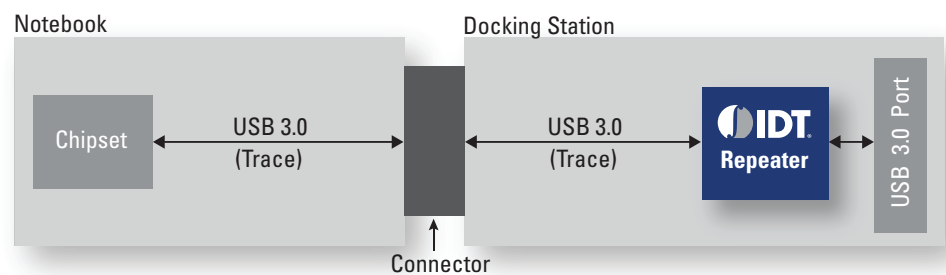 Notebook
Docking Station
Chipset
USB 3.0
(Trace)
USB 3.0
(Trace)
IDT
Repeater
USB 3.0 Port
Connector